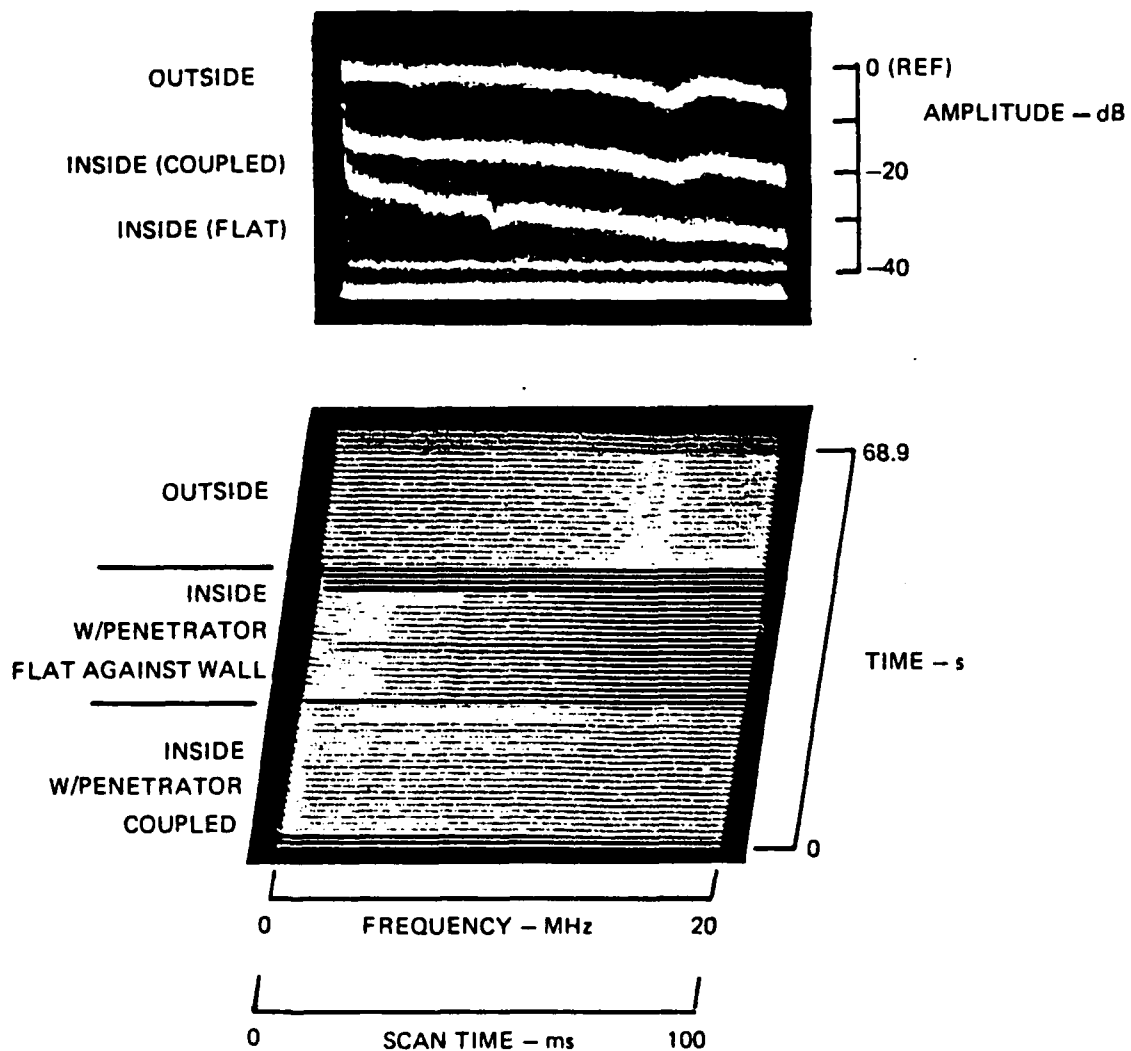 OUTSIDE
INSIDE (COUPLED)
INSIDE (FLAT)
0 (REF)
AMPLITUDE – dB
–20
–40
OUTSIDE
INSIDE
W/PENETRATOR
FLAT AGAINST WALL
INSIDE
W/PENETRATOR
COUPLED
68.9
TIME – s
0
0
FREQUENCY – MHz
20
0
SCAN TIME – ms
100